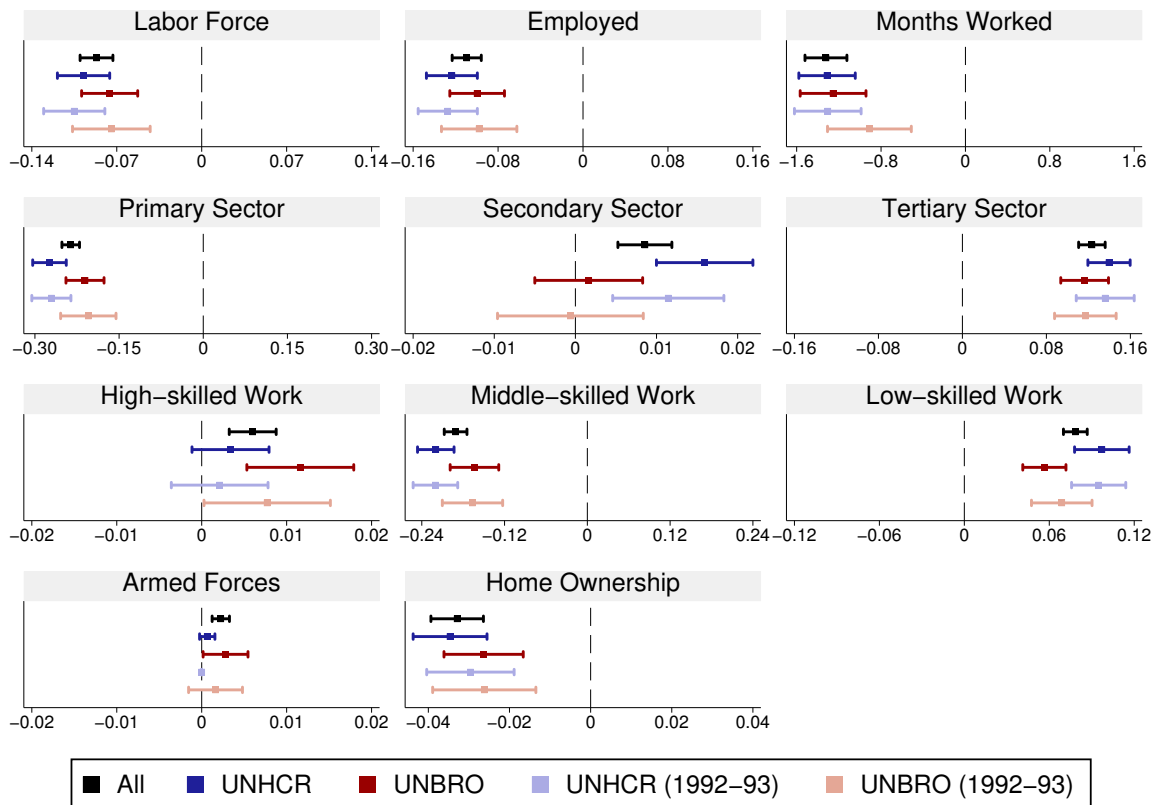 Labor Force Employed Months Worked
−0.14 −0.07 0 0.07 0.14 −0.16 −0.08 0 0.08 0.16 −1.6 −0.8 0 0.8 1.6
Primary Sector Secondary Sector Tertiary Sector
−0.30 −0.15 0 0.15 0.30 −0.02 −0.01 0 0.01 0.02 −0.16 −0.08 0 0.08 0.16
High−skilled Work Middle−skilled Work Low−skilled Work
−0.02 −0.01 0 0.01 0.02 −0.24 −0.12 0 0.12 0.24 −0.12 −0.06 0 0.06 0.12
Armed Forces Home Ownership
−0.02 −0.01 0 0.01 0.02 −0.04 −0.02 0 0.02 0.04
All UNHCR UNBRO UNHCR (1992−93) UNBRO (1992−93)